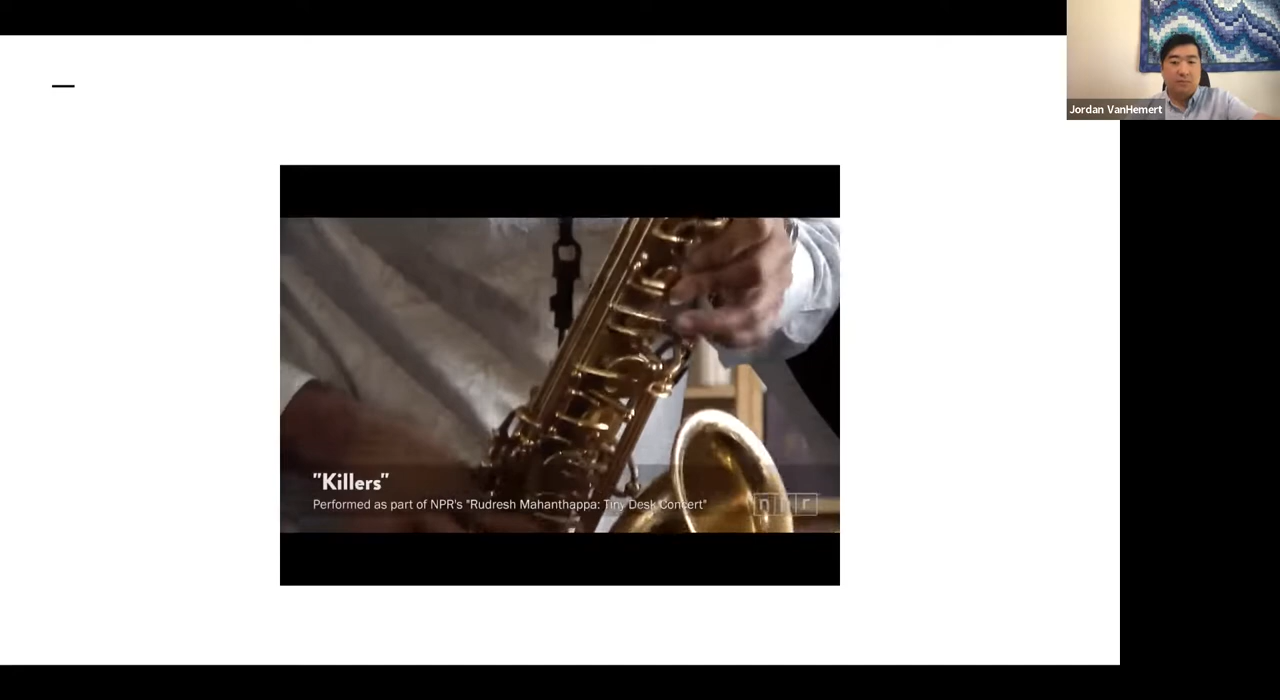 Jordan VanHemert
"Killers"
Performed as part of NPR's "Rudresh Mahanthappa: Tiny Desk Concert"
npr